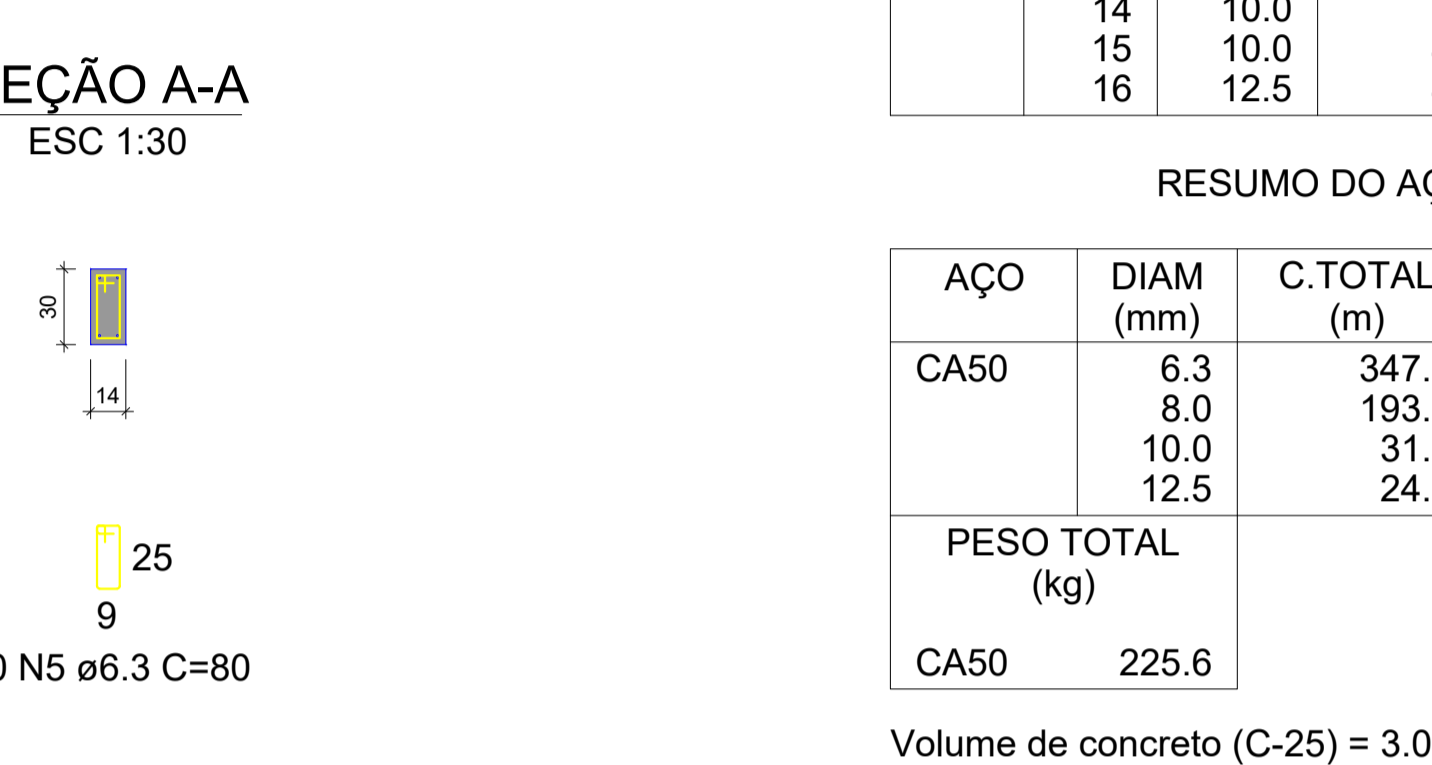 EÇÃO A-A
ESC 1:30
30
14
25
9
N5 ø6.3 C=80
14 10.0
15 10.0
16 12.5
RESUMO DO
AÇO DIAM C.TOTAL
(mm) (m)
CA50 6.3 347.
8.0 193.
10.0 31.
12.5 24.
PESO TOTAL
(kg)
CA50 225.6
Volume de concreto (C-25) = 3.0